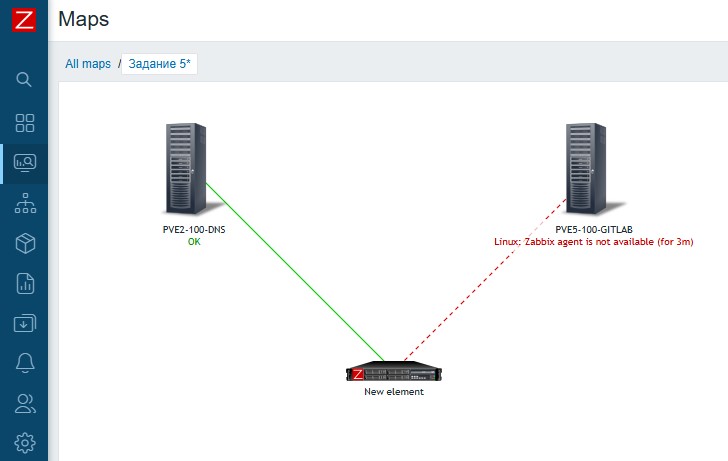 Z
Maps
All maps / Задание 5*
PVE2-100-DNS
OK
PVE5-100-GITLAB
Linux: Zabbix agent is not available (for 3m)
Z
New element